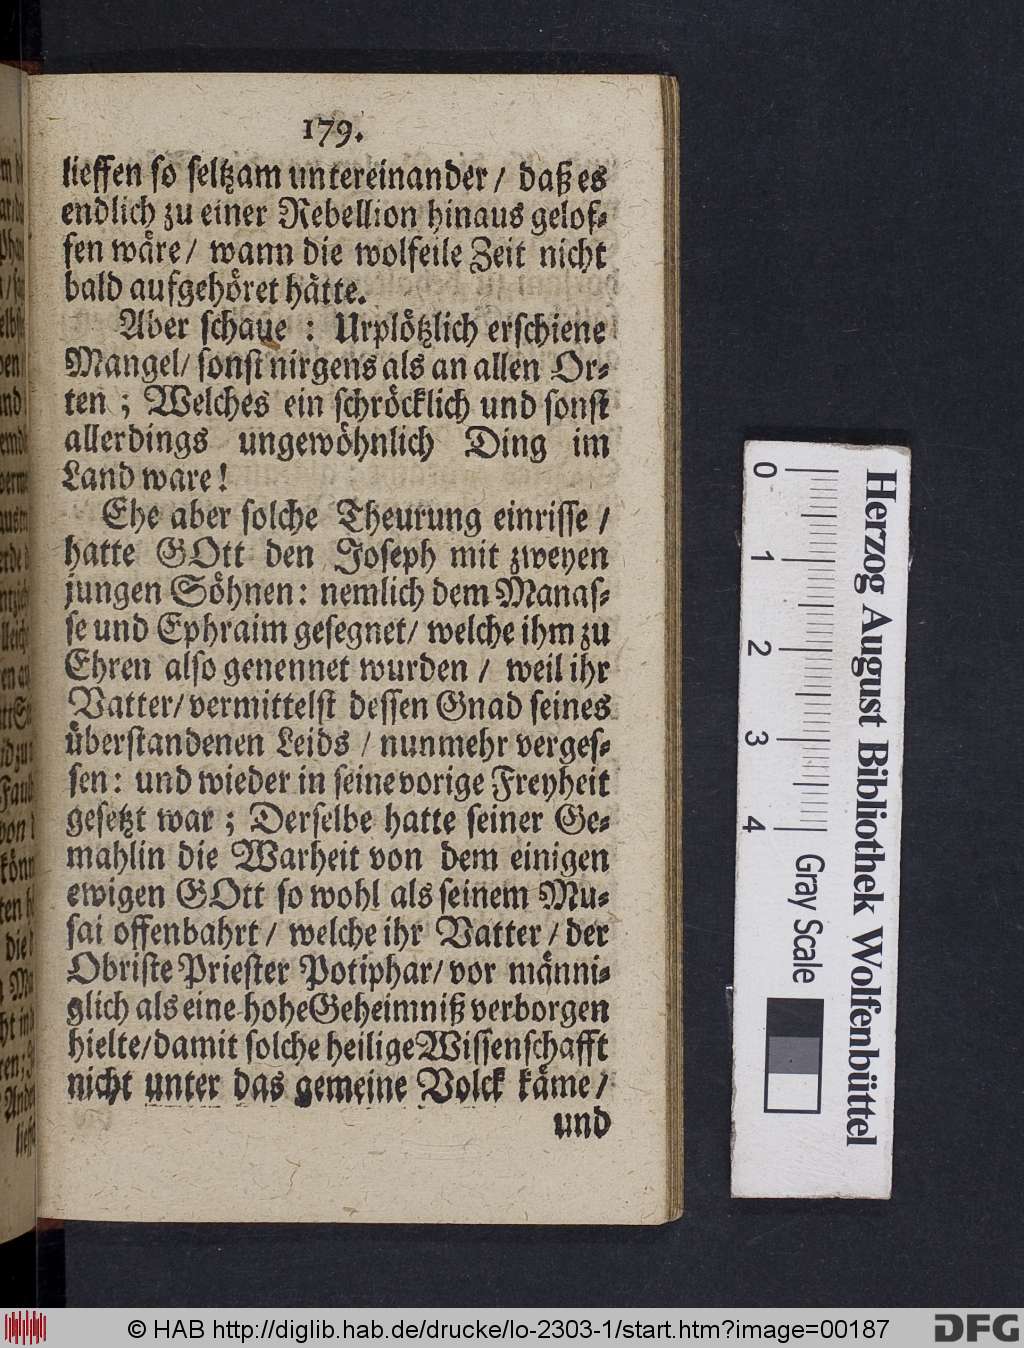 179.
lieffen so seltzam untereinander / daß es
endlich zu einer Rebellion hinaus gelof-
fen wäre / wann die wolfeile Zeit nicht
bald aufgehöret hätte.
Aber schaue : Urplötzlich erschiene
Mangel / sonst nirgens als an allen Or-
ten ; Welches ein schröcklich und sonst
allerdings ungewöhnlich Ding im
Land ware!
Ehe aber solche Theurung einrisse /
hatte GOtt den Joseph mit zweyen
jungen Söhnen: nemlich dem Manas-
se und Ephraim gesegnet / welche ihm zu
Ehren also genennet wurden / weil ihr
Vatter / vermittelst dessen Gnad seines
überstandenen Leids / nunmehr verges-
sen: und wieder in seine vorige Freyheit
gesetzt war ; Derselbe hatte seiner Ge-
mahlin die Warheit von dem einigen
ewigen GOtt so wohl als seinem Mu-
sai offenbahrt / welche ihr Vatter / der
Obriste Priester Potiphar / vor männi-
glich als eine hohe Geheimniß verborgen
hielte / damit solche heilige Wissenschafft
nicht unter das gemeine Volck käme /
und
0 1 2 3 4
Gray Scale
Herzog August Bibliothek Wolfenbüttel
© HAB http://diglib.hab.de/drucke/lo-2303-1/start.htm?image=00187
DFG